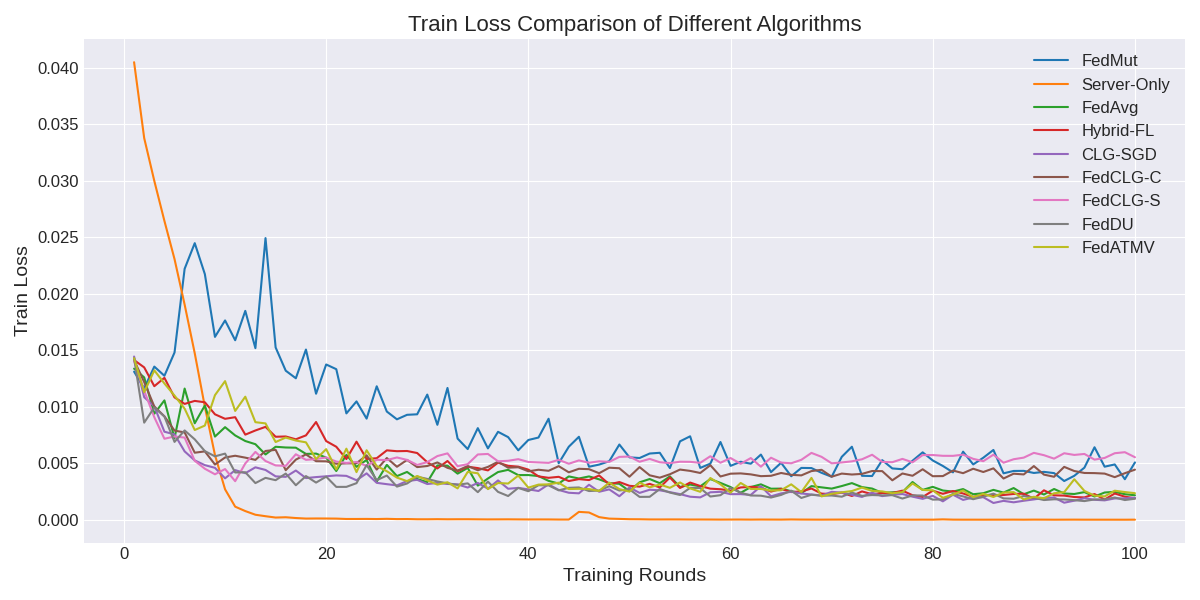 Train Loss Comparison of Different Algorithms
Train Loss
0.040
0.035
0.030
0.025
0.020
0.015
0.010
0.005
0.000
FedMut
Server-Only
FedAvg
Hybrid-FL
CLG-SGD
FedCLG-C
FedCLG-S
FedDU
FedATMV
0
20
40
60
80
100
Training Rounds